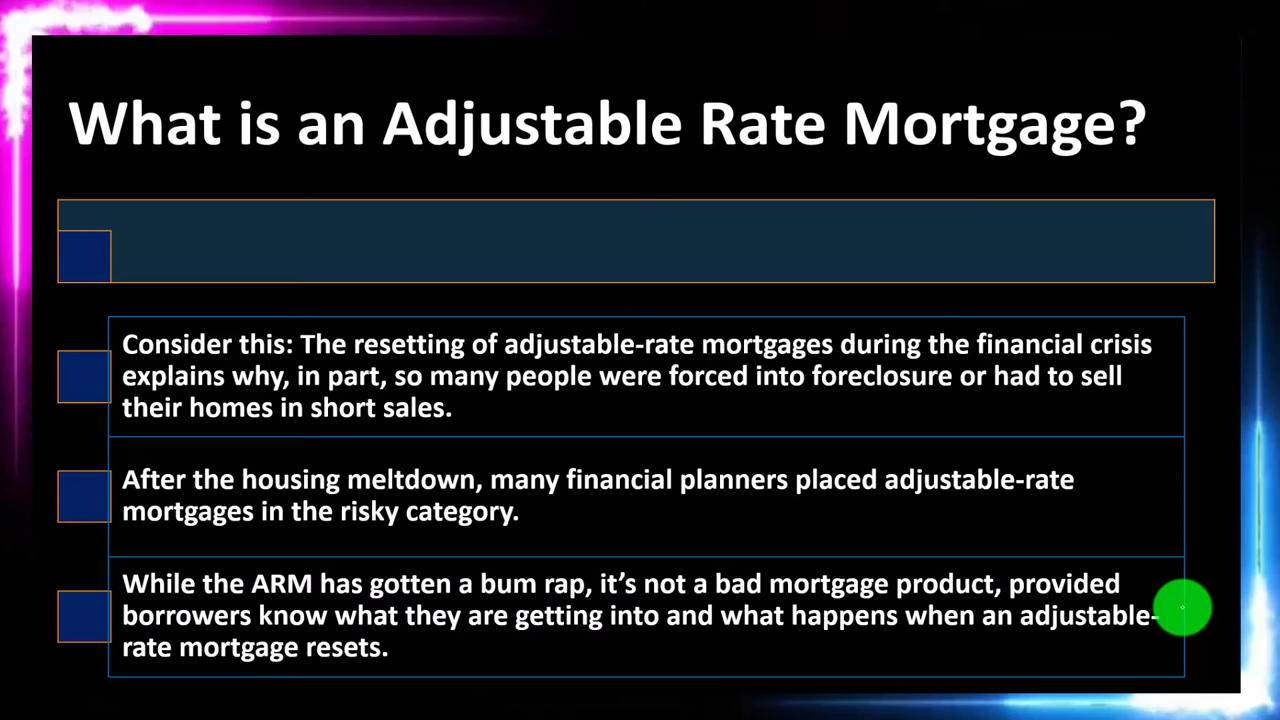 What is an Adjustable Rate Mortgage?
Consider this: The resetting of adjustable-rate mortgages during the financial crisis
explains why, in part, so many people were forced into foreclosure or had to sell
their homes in short sales.
After the housing meltdown, many financial planners placed adjustable-rate
mortgages in the risky category.
While the ARM has gotten a bum rap, it’s not a bad mortgage product, provided
borrowers know what they are getting into and what happens when an adjustable-
rate mortgage resets.